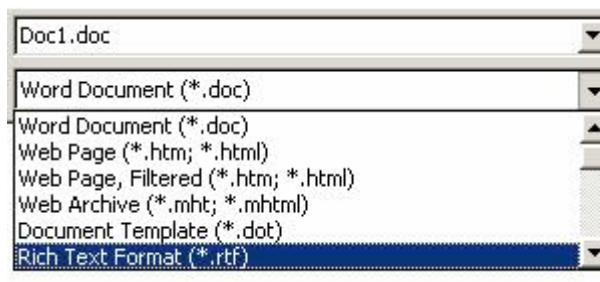 Doc1.doc
Word Document (*.doc)
Word Document (*.doc)
Web Page (*.htm; *.html)
Web Page, Filtered (*.htm; *.html)
Web Archive (*.mht; *.mhtml)
Document Template (*.dot)
Rich Text Format (*.rtf)